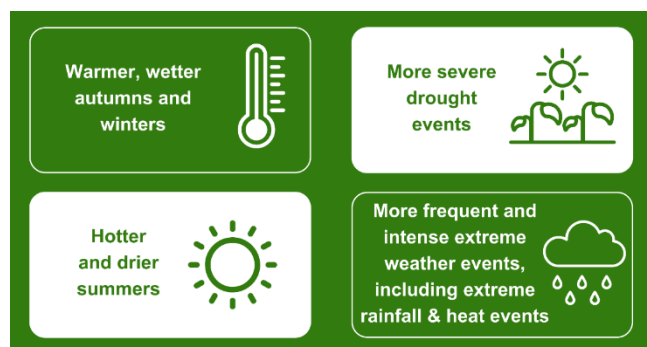 Warmer, wetter
autumns and
winters
More severe
drought
events
Hotter
and drier
summers
More frequent and
intense extreme
weather events,
including extreme
rainfall & heat events